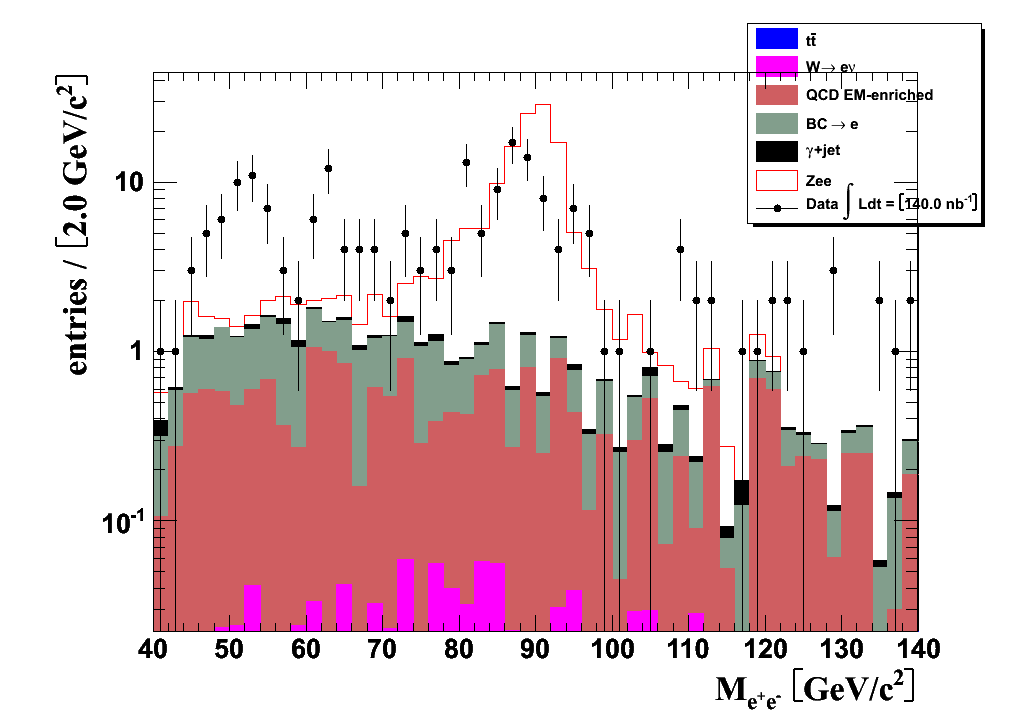 tt̄
W→ eν
QCD EM-enriched
BC → e
γ+jet
Zee
Data ∫ Ldt = [140.0 nb⁻¹]
entries / [2.0 GeV/c²]
10
1
10⁻¹
40 50 60 70 80 90 100 110 120 130 140
M_e⁺e⁻ [GeV/c²]